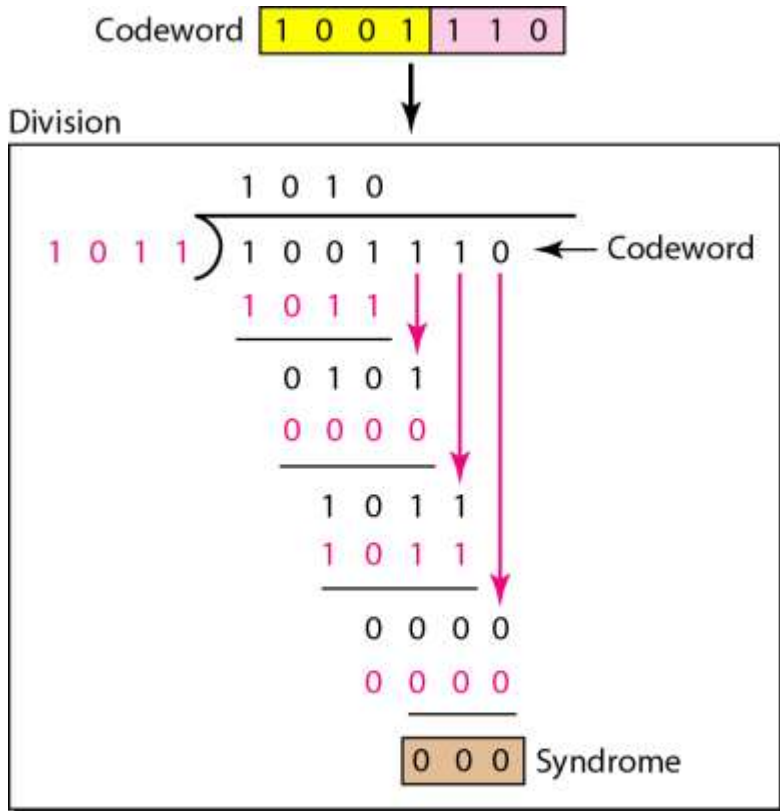 Codeword 1 0 0 1 1 1 0
Division
1 0 1 0
1 0 1 1 1 0 0 1 1 1 0 Codeword
1 0 1 1
0 1 0 1
0 0 0 0
1 0 1 1
1 0 1 1
0 0 0 0
0 0 0 0
0 0 0 Syndrome